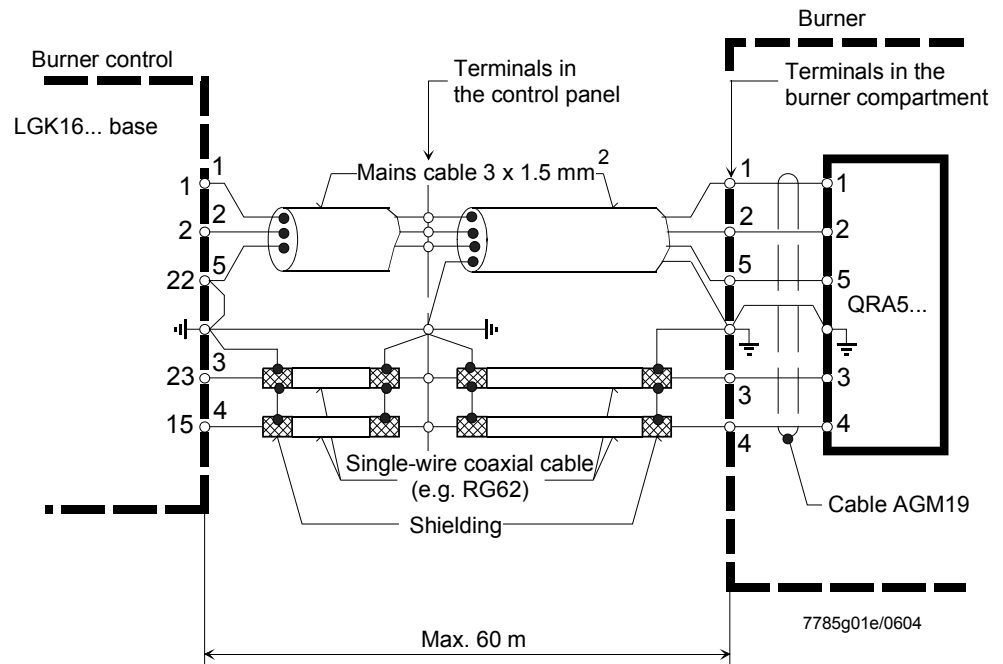 Burner
Burner control
Terminals in
the control panel
Terminals in the
burner compartment
LGK16... base
Mains cable 3 x 1.5 mm 2
1
1
1
1
2
2
2
2
5
22
5
5
QRA5...
3
23
3
3
4
15
4
4
Single-wire coaxial cable
(e.g. RG62)
Shielding
Cable AGM19
7785g01e/0604
Max. 60 m